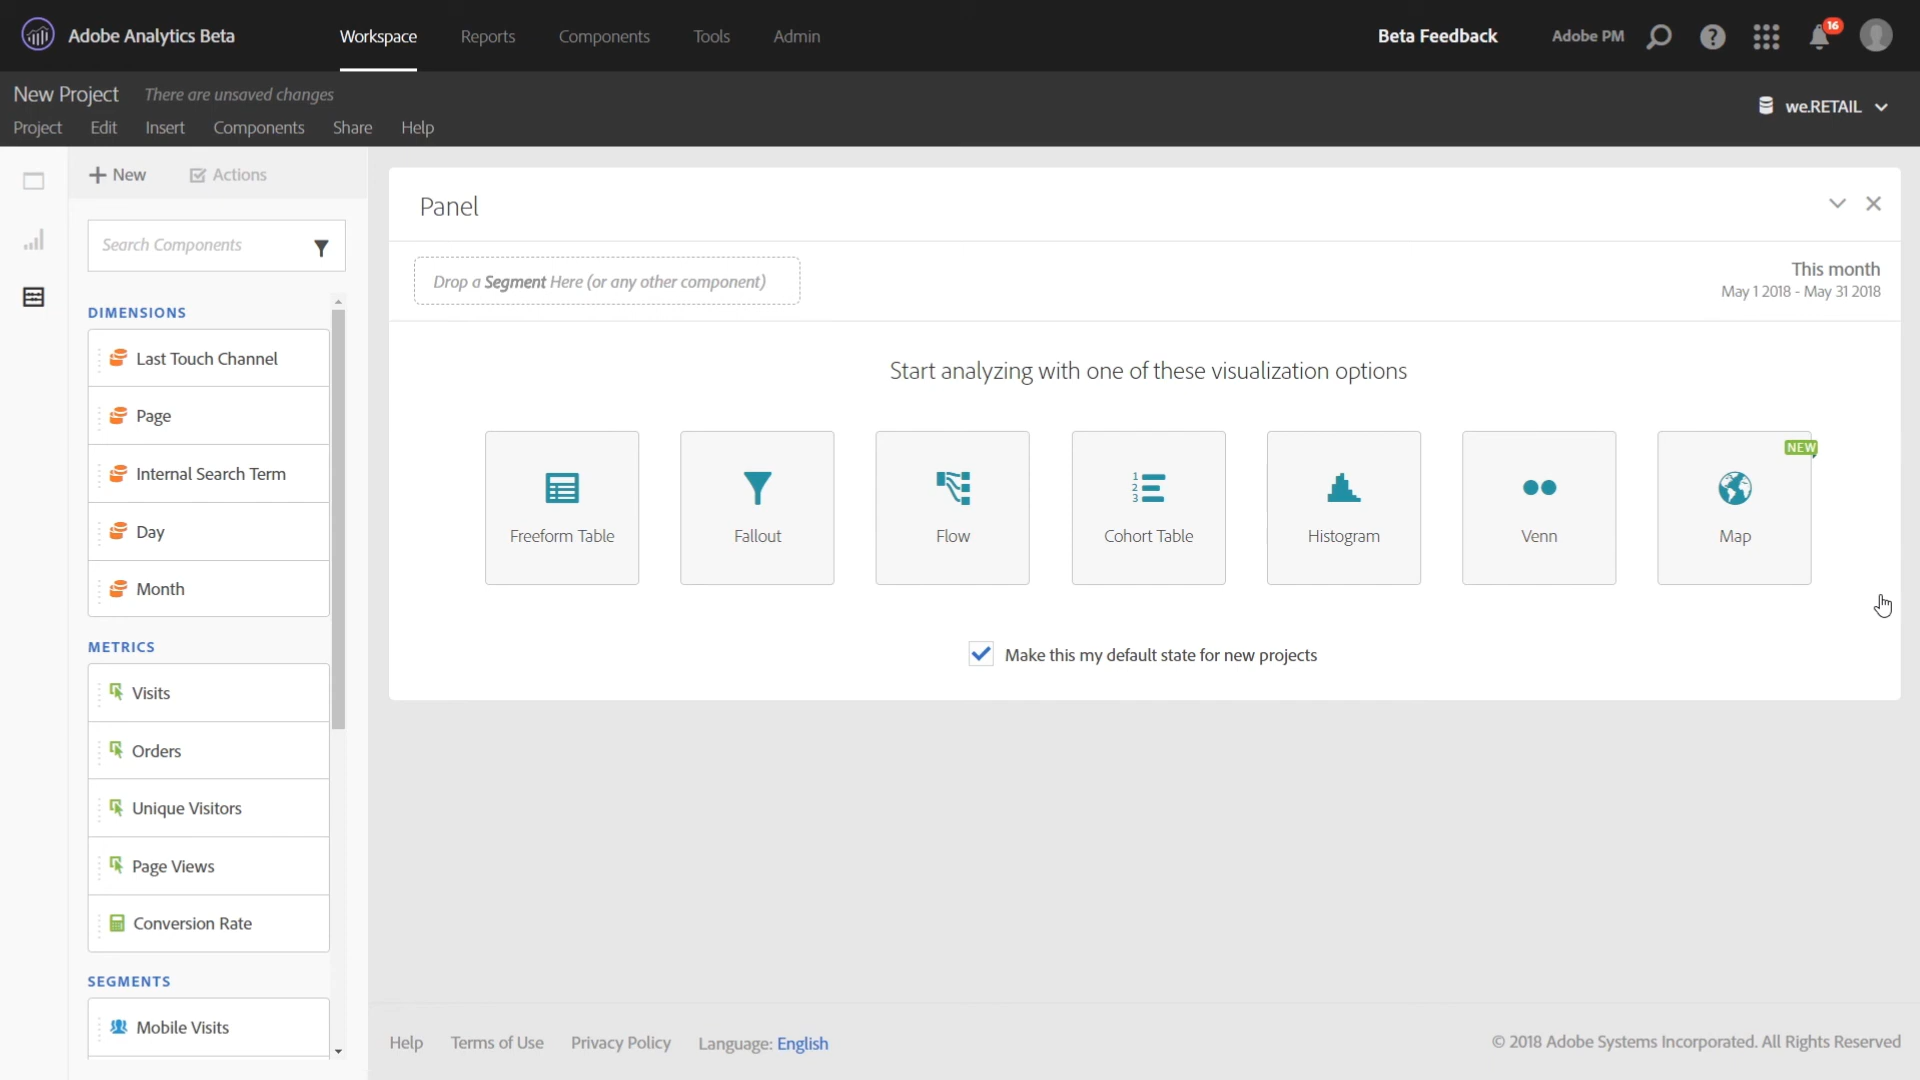 Adobe Analytics Beta
Workspace
Reports
Components
Tools
Admin
Beta Feedback
Adobe PM
16
New Project
There are unsaved changes
we.RETAIL
Project
Edit
Insert
Components
Share
Help
New
Actions
Search Components
DIMENSIONS
Last Touch Channel
Page
Internal Search Term
Day
Month
METRICS
Visits
Orders
Unique Visitors
Page Views
Conversion Rate
SEGMENTS
Mobile Visits
Panel
Drop a Segment Here (or any other component)
This month
May 1 2018 - May 31 2018
Start analyzing with one of these visualization options
Freeform Table
Fallout
Flow
1
2
3
Cohort Table
Histogram
Venn
NEW
Map
Make this my default state for new projects
Help
Terms of Use
Privacy Policy
Language: English
© 2018 Adobe Systems Incorporated. All Rights Reserved